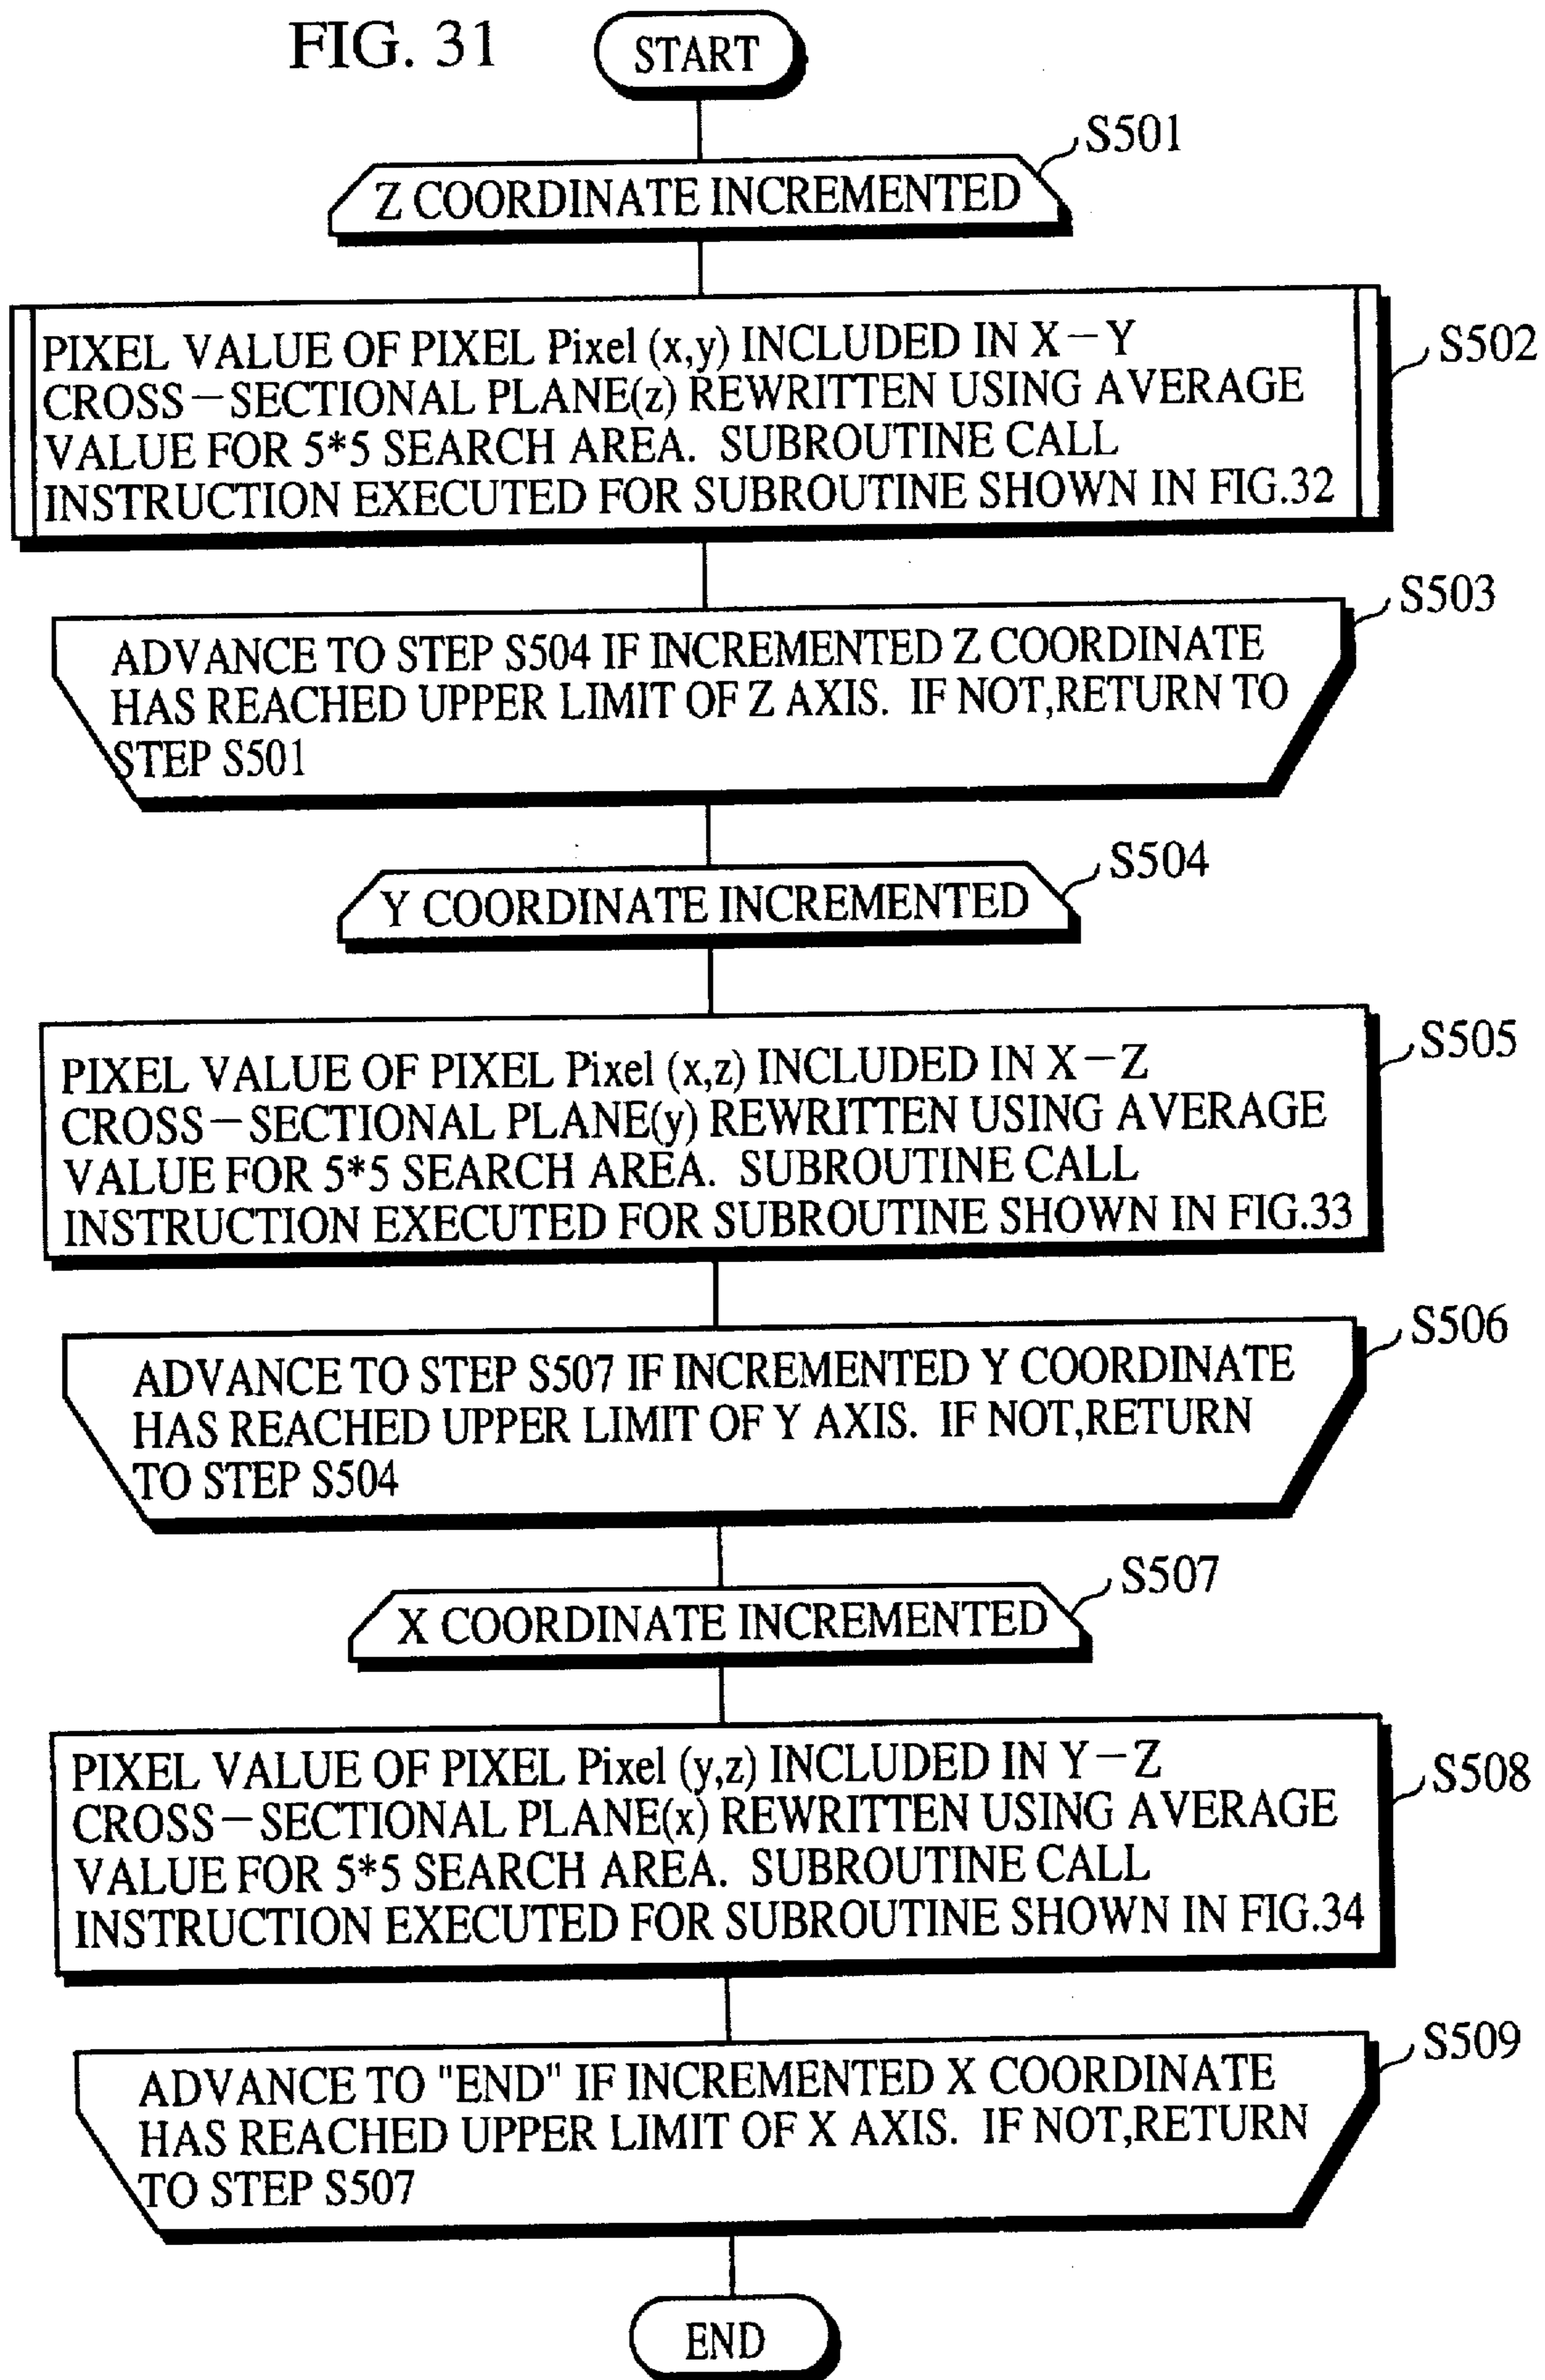 FIG. 31
START
S501
Z COORDINATE INCREMENTED
S502
PIXEL VALUE OF PIXEL Pixel (x,y) INCLUDED IN X-Y
CROSS-SECTIONAL PLANE(z) REWRITTEN USING AVERAGE
VALUE FOR 5*5 SEARCH AREA. SUBROUTINE CALL
INSTRUCTION EXECUTED FOR SUBROUTINE SHOWN IN FIG.32
S503
ADVANCE TO STEP S504 IF INCREMENTED Z COORDINATE
HAS REACHED UPPER LIMIT OF Z AXIS. IF NOT,RETURN TO
STEP S501
S504
Y COORDINATE INCREMENTED
S505
PIXEL VALUE OF PIXEL Pixel (x,z) INCLUDED IN X-Z
CROSS-SECTIONAL PLANE(y) REWRITTEN USING AVERAGE
VALUE FOR 5*5 SEARCH AREA. SUBROUTINE CALL
INSTRUCTION EXECUTED FOR SUBROUTINE SHOWN IN FIG.33
S506
ADVANCE TO STEP S507 IF INCREMENTED Y COORDINATE
HAS REACHED UPPER LIMIT OF Y AXIS. IF NOT,RETURN
TO STEP S504
S507
X COORDINATE INCREMENTED
S508
PIXEL VALUE OF PIXEL Pixel (y,z) INCLUDED IN Y-Z
CROSS-SECTIONAL PLANE(x) REWRITTEN USING AVERAGE
VALUE FOR 5*5 SEARCH AREA. SUBROUTINE CALL
INSTRUCTION EXECUTED FOR SUBROUTINE SHOWN IN FIG.34
S509
ADVANCE TO "END" IF INCREMENTED X COORDINATE
HAS REACHED UPPER LIMIT OF X AXIS. IF NOT,RETURN
TO STEP S507
END